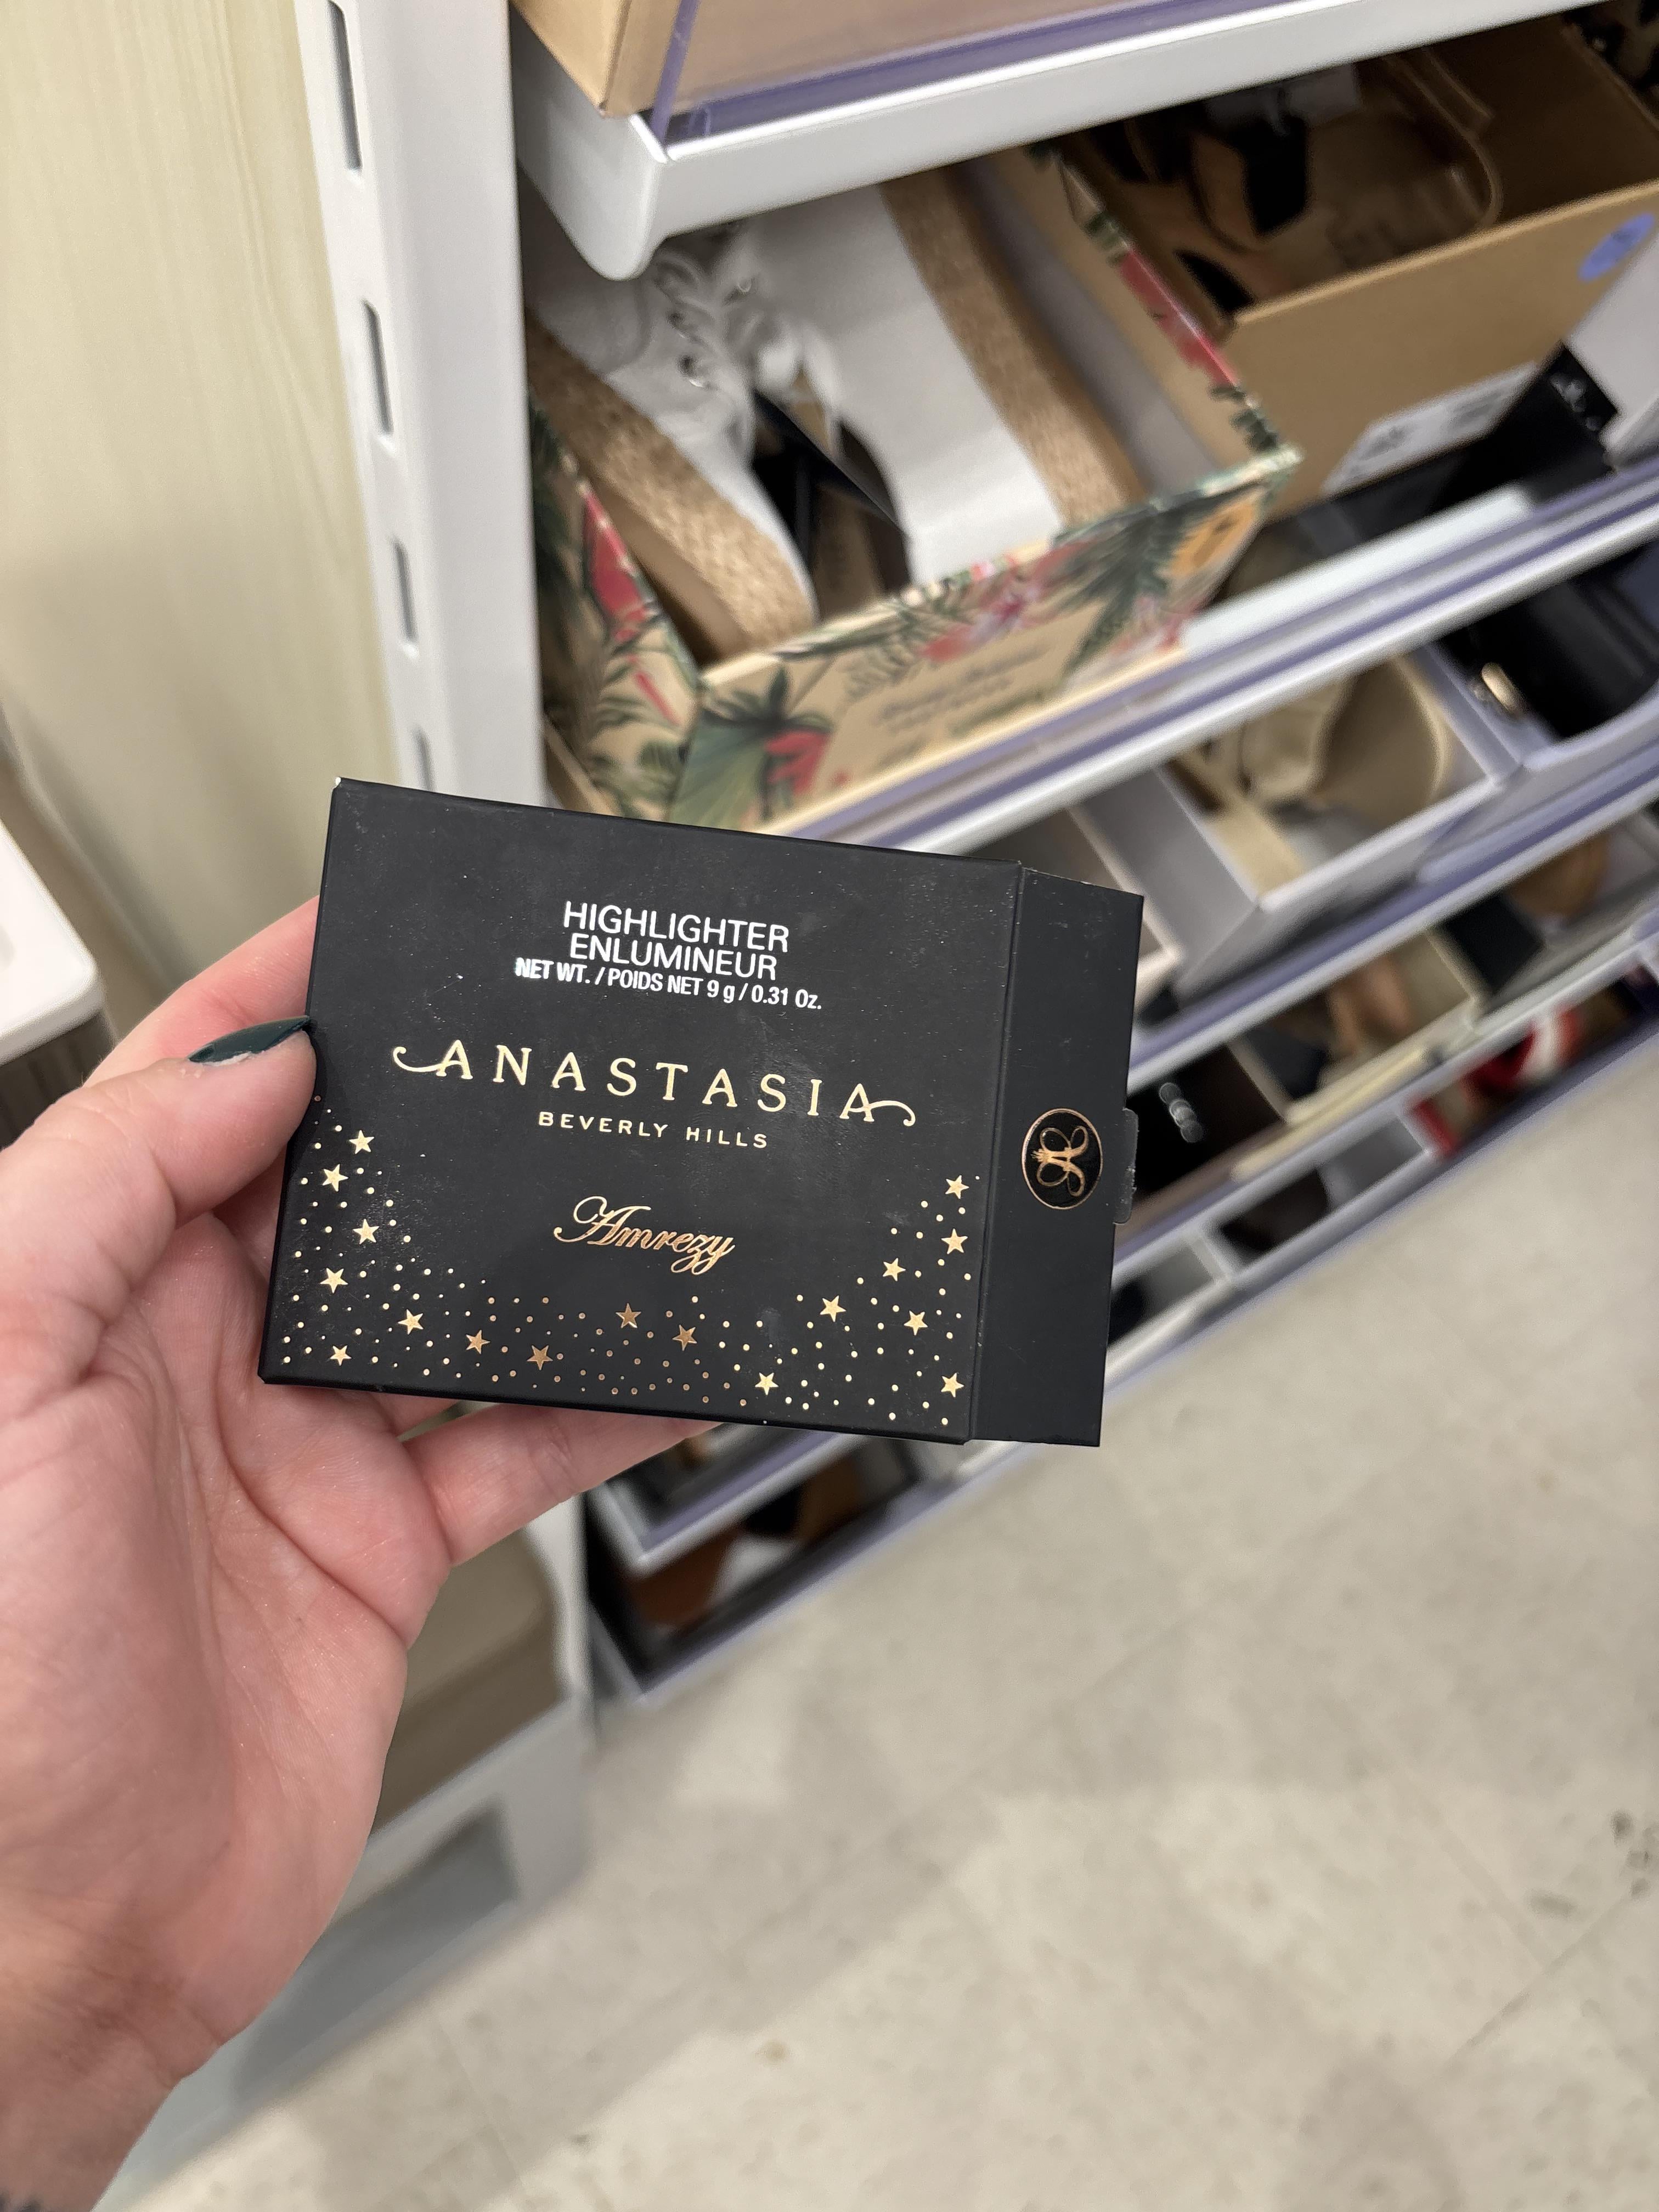 HIGHLIGHTER
ENLUMINEUR
NET WT. / POIDS NET 9 g / 0.31 Oz.
ANASTASIA
BEVERLY HILLS
Amrezy